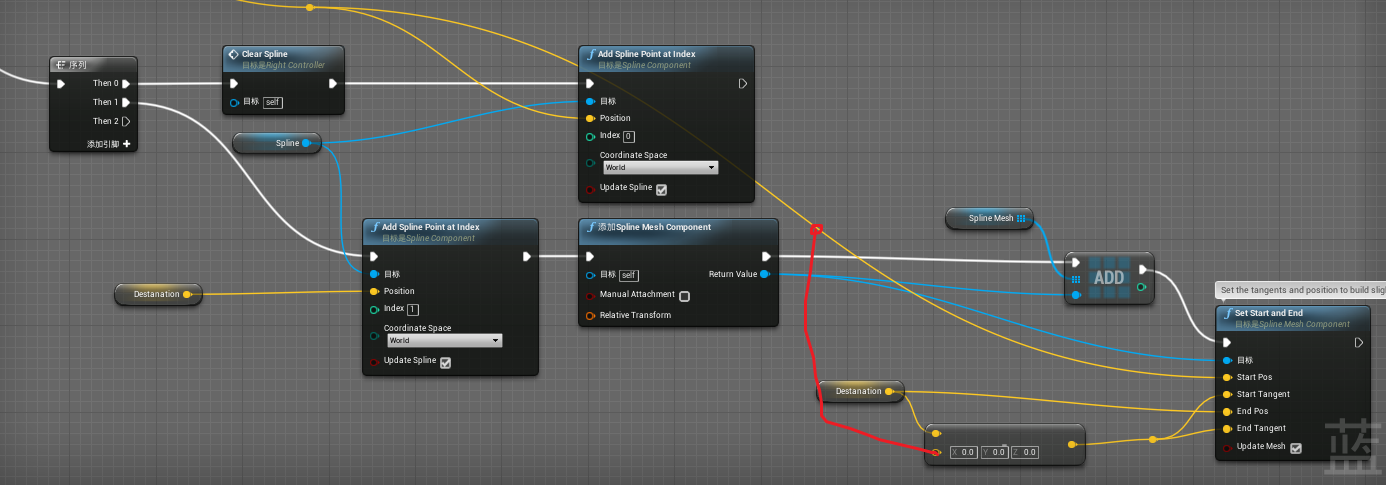 序列
Then 0
Then 1
Then 2
添加引脚
Clear Spline
目标是Right Controller
目标 self
Spline
Add Spline Point at Index
目标是Spline Component
目标
Position
Index 0
Coordinate Space
World
Update Spline
Destanation
Add Spline Point at Index
目标是Spline Component
目标
Position
Index 1
Coordinate Space
World
Update Spline
添加Spline Mesh Component
目标 self
Return Value
Manual Attachment
Relative Transform
Spline Mesh
ADD
Destanation
X 0.0 Y 0.0 Z 0.0
Set the tangents and position to build
Set Start and End
目标是Spline Mesh Component
目标
Start Pos
Start Tangent
End Pos
End Tangent
Update Mesh
蓝